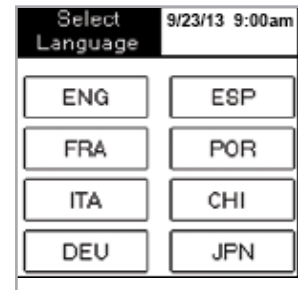 Select
Language
9/23/13 9:00am
ENG
ESP
FRA
POR
ITA
CHI
DEU
JPN